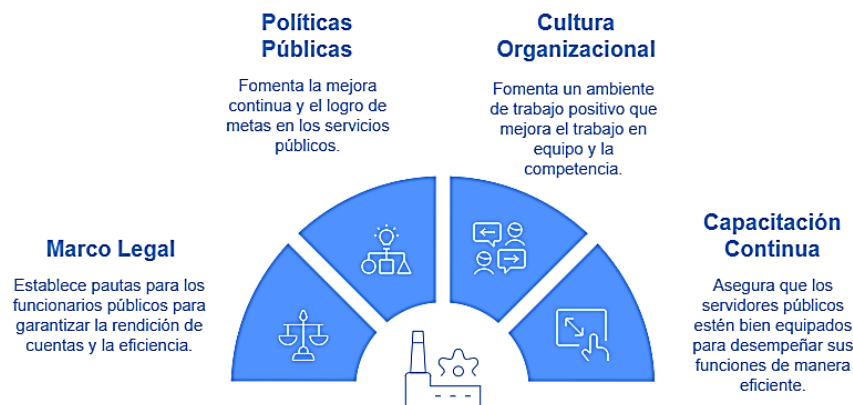 Políticas
Públicas
Fomenta la mejora
continua y el logro de
metas en los servicios
públicos.
Cultura
Organizacional
Fomenta un ambiente
de trabajo positivo que
mejora el trabajo en
equipo y la
competencia.
Marco Legal
Establece pautas para los
funcionarios públicos para
garantizar la rendición de
cuentas y la eficiencia.
Capacitación
Continua
Asegura que los
servidores públicos
estén bien equipados
para desempeñar sus
funciones de manera
eficiente.